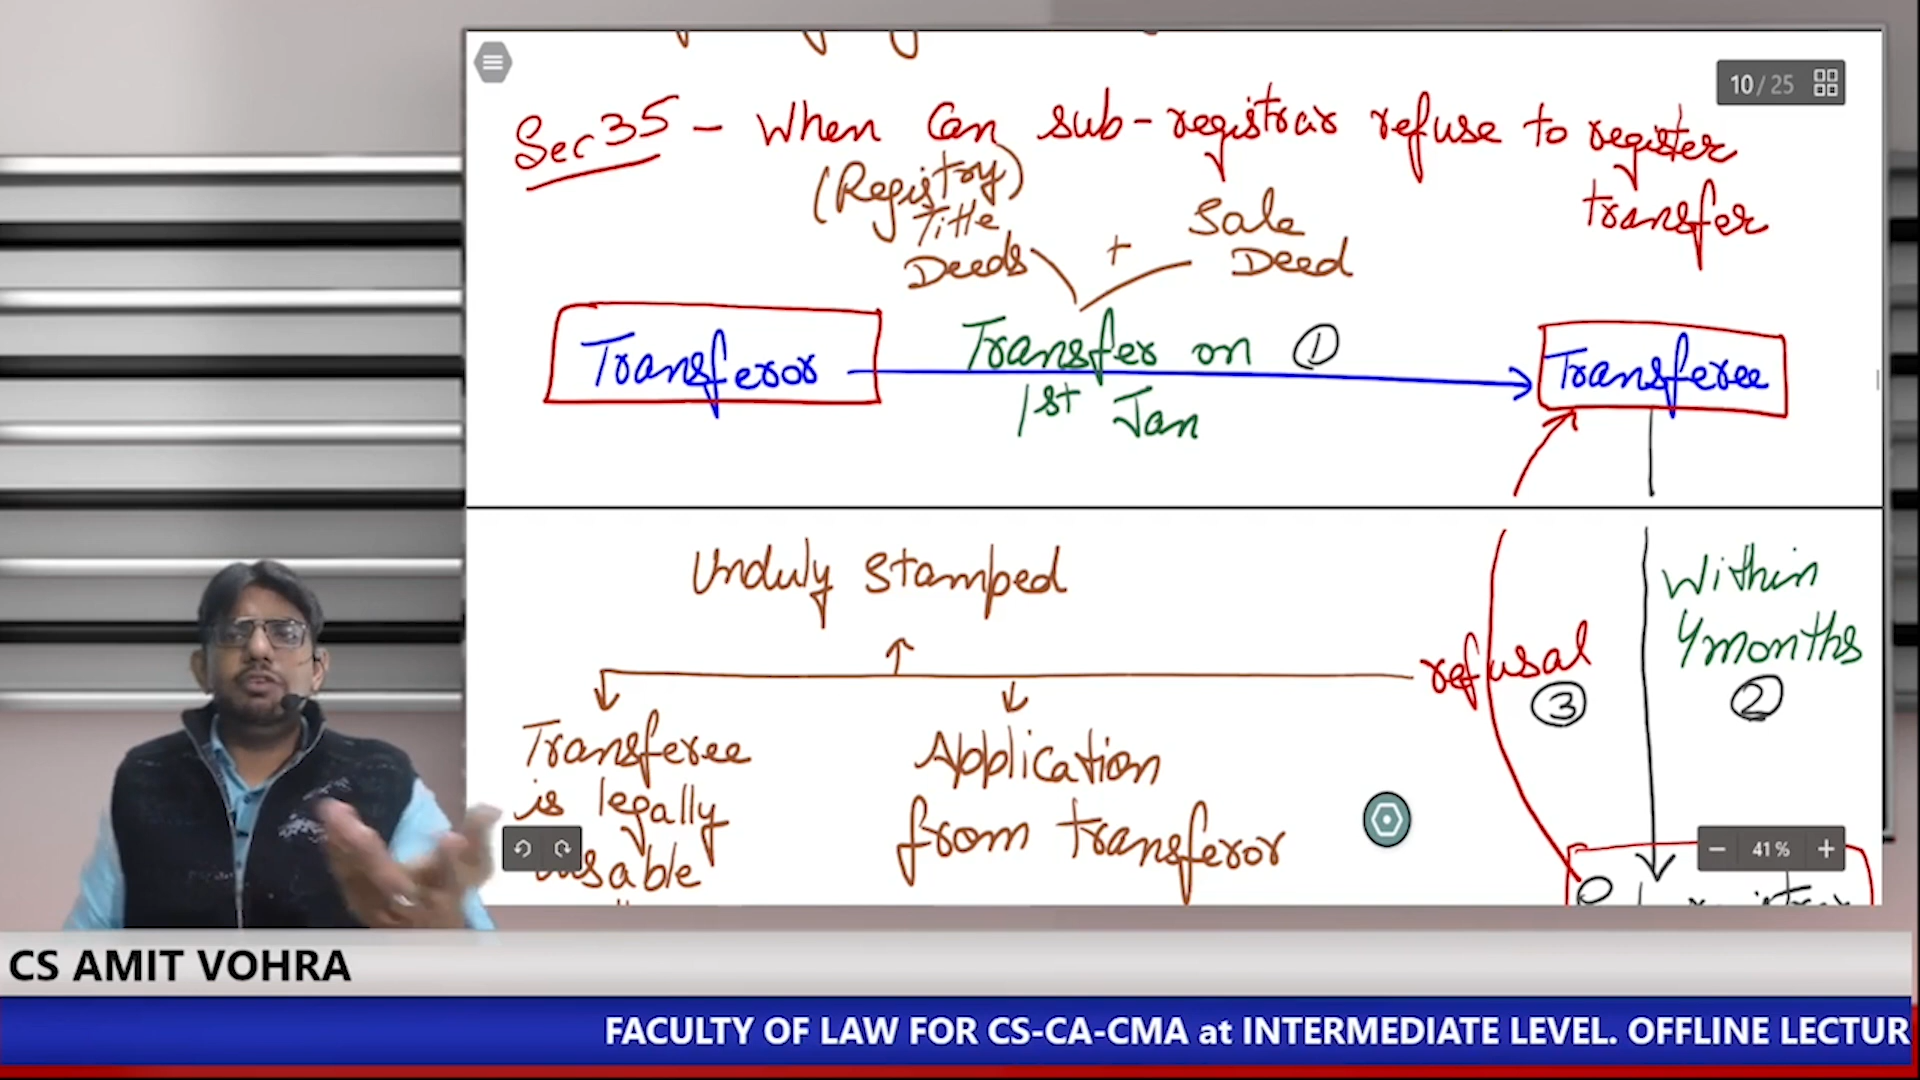 10 / 25
Sec 35 - When Can sub-registrar refuse to register transfer
(Registry)
Title
Deeds
+
Sale
Deed
Transferor
Transfer on ①
1st Jan
Transferee
Unduly stamped
Within
4 months
②
refusal
③
Transferee
is legally
Application
from transferor
41 %
CS AMIT VOHRA
FACULTY OF LAW FOR CS-CA-CMA at INTERMEDIATE LEVEL. OFFLINE LECTUR